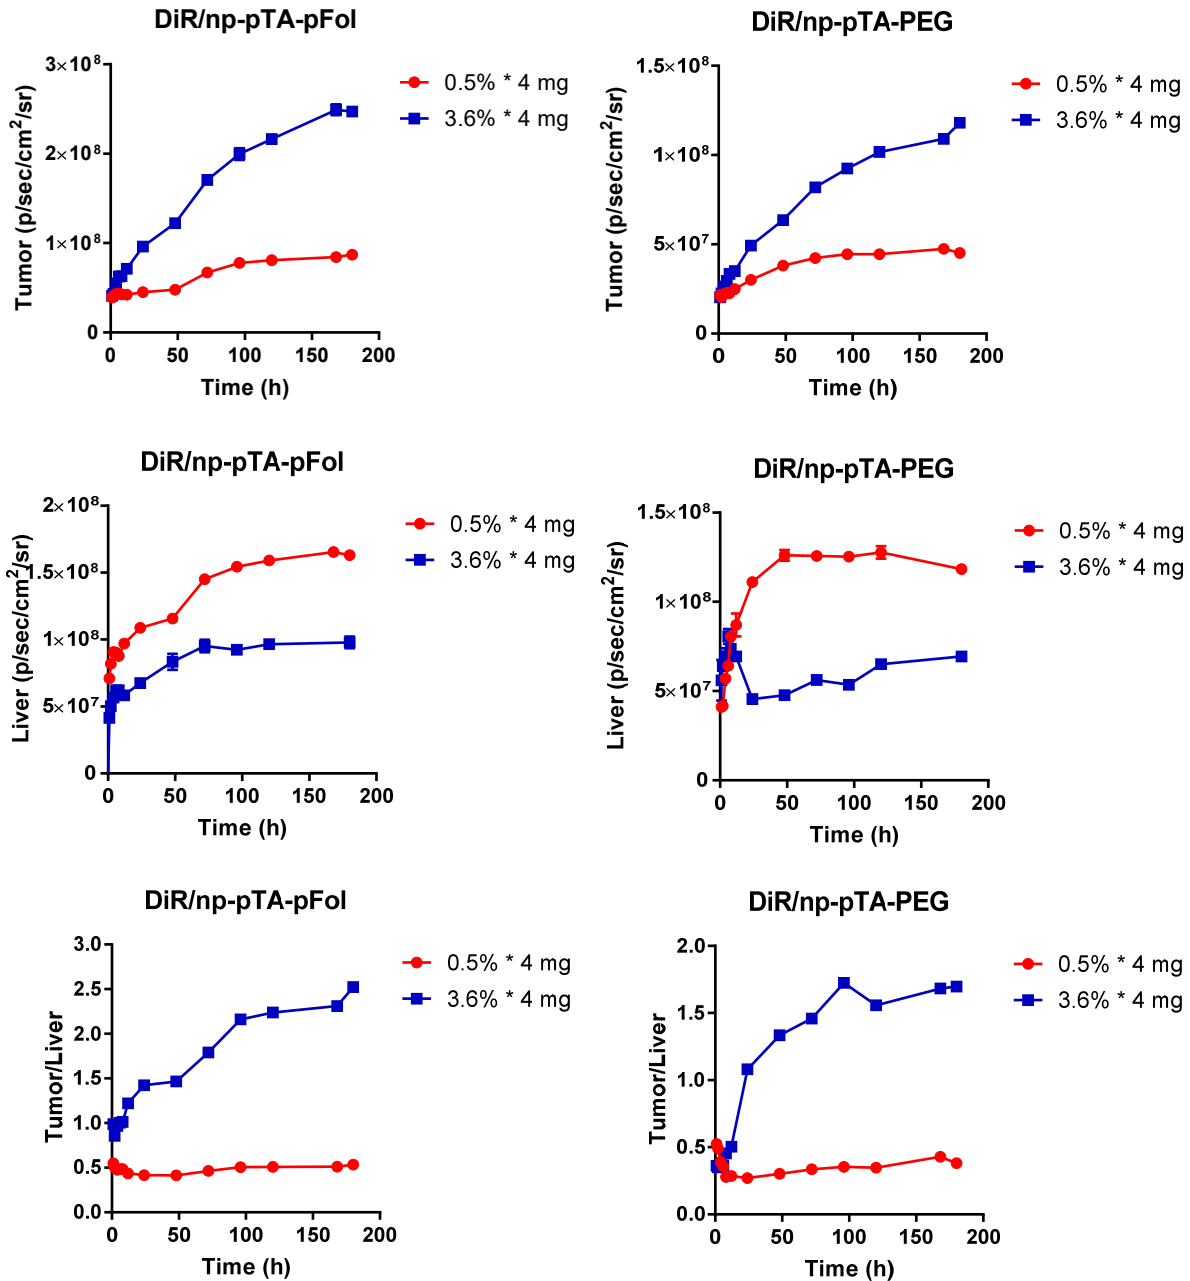 DiR/np-pTA-pFol
Tumor (p/sec/cm²/sr)
3×10⁸
2×10⁸
1×10⁸
0
0 50 100 150 200
Time (h)
0.5% * 4 mg
3.6% * 4 mg
DiR/np-pTA-PEG
Tumor (p/sec/cm²/sr)
1.5×10⁸
1×10⁸
5×10⁷
0
0 50 100 150 200
Time (h)
0.5% * 4 mg
3.6% * 4 mg
DiR/np-pTA-pFol
Liver (p/sec/cm²/sr)
2×10⁸
1.5×10⁸
1×10⁸
5×10⁷
0
0 50 100 150 200
Time (h)
0.5% * 4 mg
3.6% * 4 mg
DiR/np-pTA-PEG
Liver (p/sec/cm²/sr)
1.5×10⁸
1×10⁸
5×10⁷
0
0 50 100 150 200
Time (h)
0.5% * 4 mg
3.6% * 4 mg
DiR/np-pTA-pFol
Tumor/Liver
3.0
2.5
2.0
1.5
1.0
0.5
0.0
0 50 100 150 200
Time (h)
0.5% * 4 mg
3.6% * 4 mg
DiR/np-pTA-PEG
Tumor/Liver
2.0
1.5
1.0
0.5
0.0
0 50 100 150 200
Time (h)
0.5% * 4 mg
3.6% * 4 mg